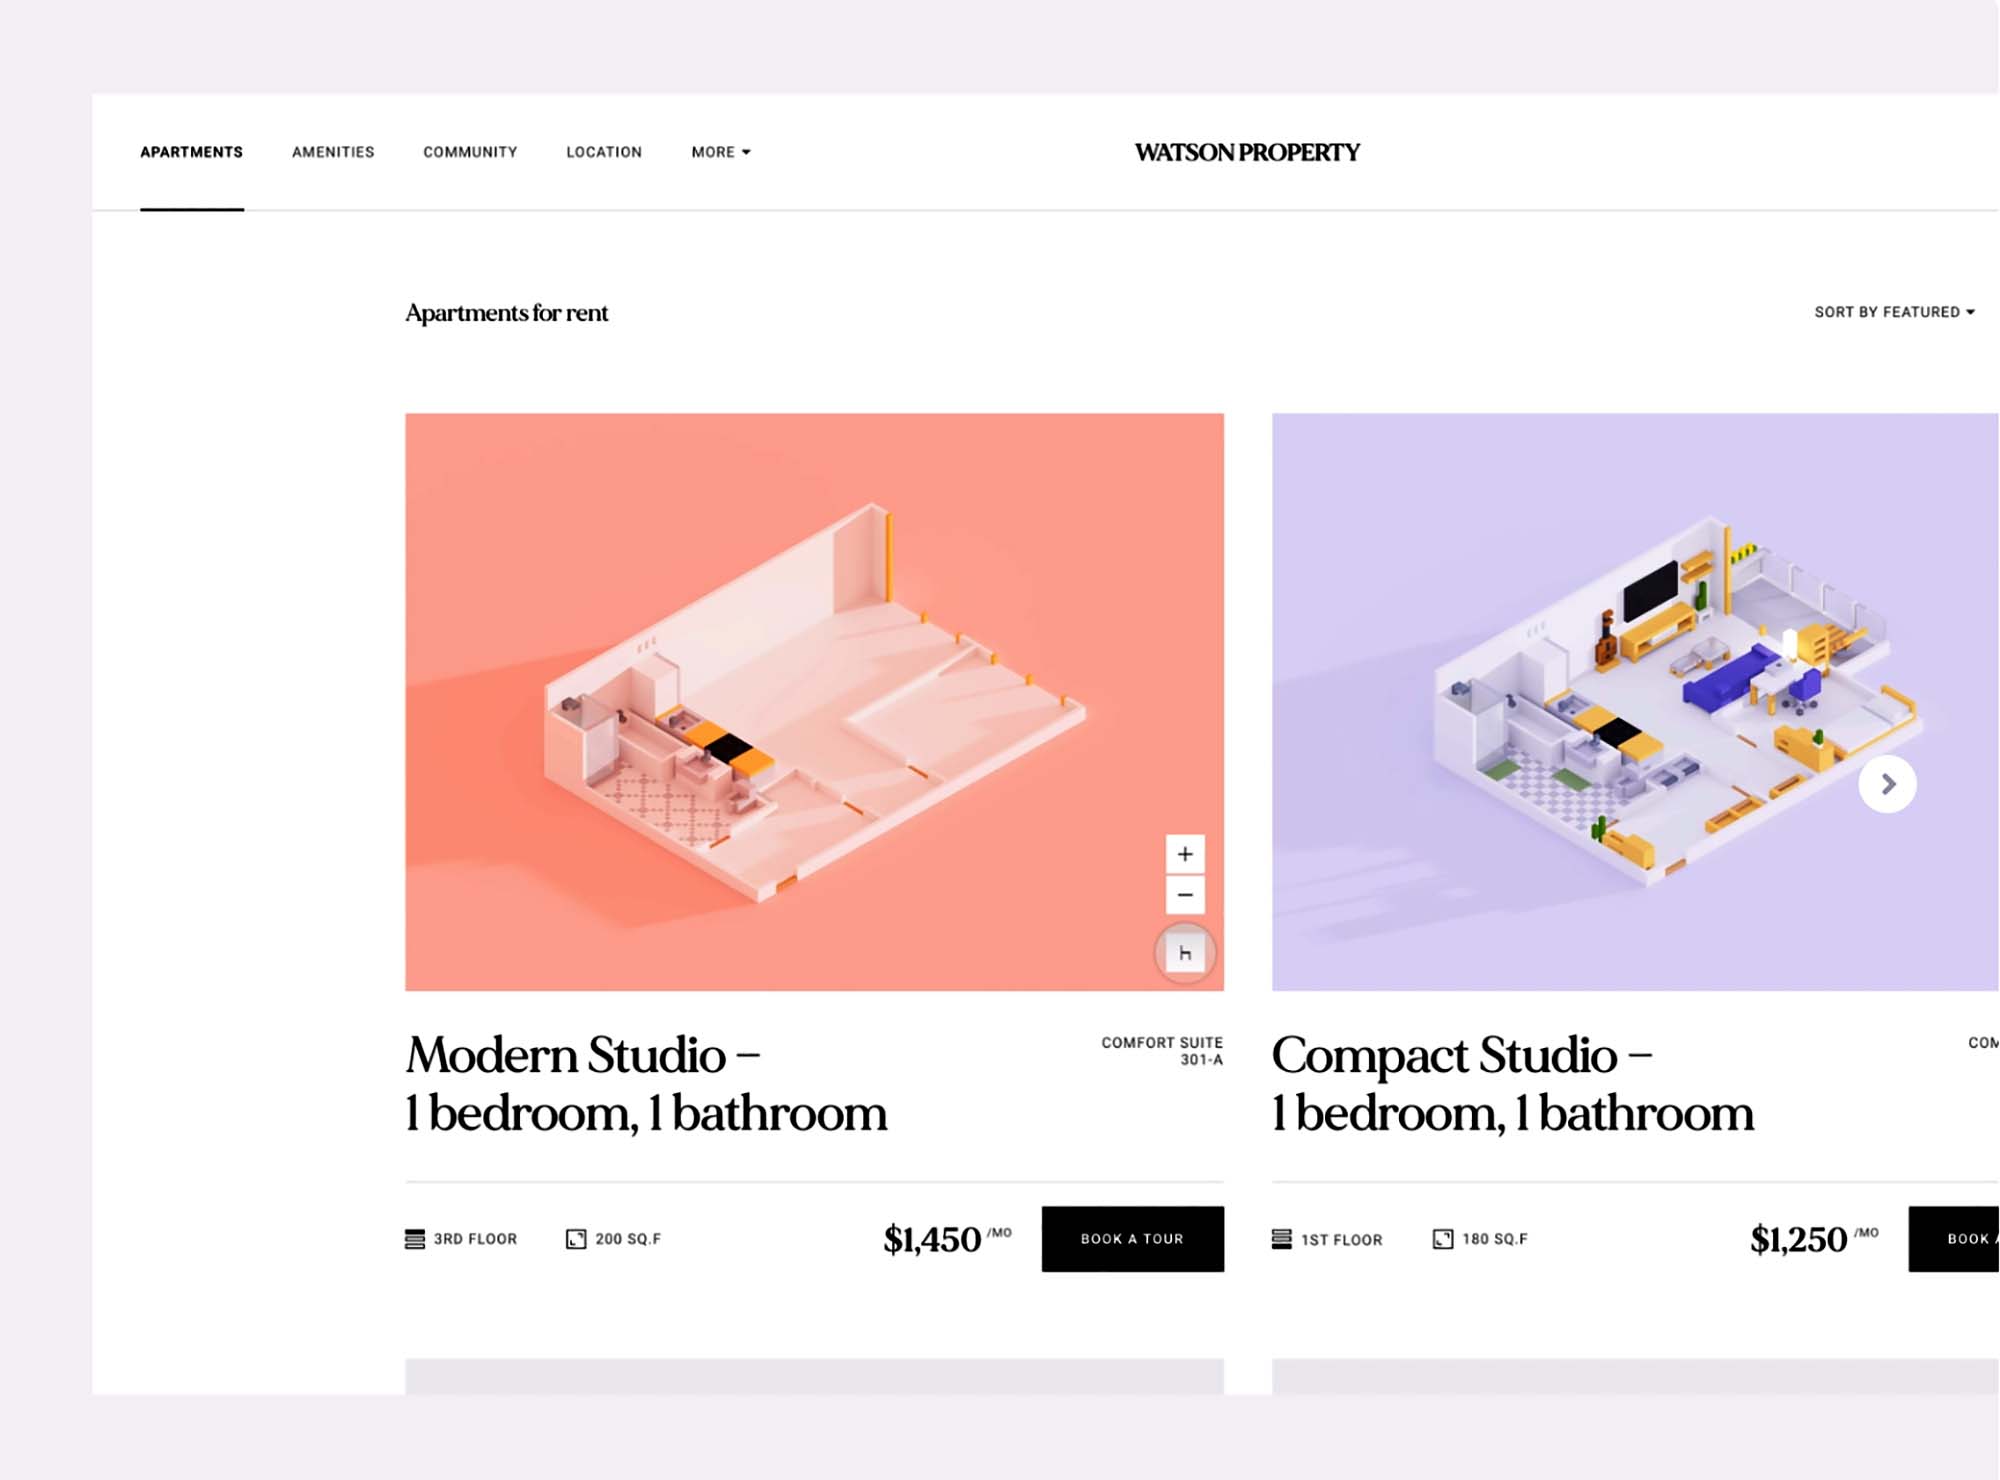 APARTMENTS AMENITIES COMMUNITY LOCATION MORE
WATSON PROPERTY
Apartments for rent
SORT BY FEATURED
+
−
Modern Studio –
1 bedroom, 1 bathroom
COMFORT SUITE
301-A
3RD FLOOR
200 SQ.F
$1,450 /MO
BOOK A TOUR
Compact Studio –
1 bedroom, 1 bathroom
COM
1ST FLOOR
180 SQ.F
$1,250 /MO
BOOK